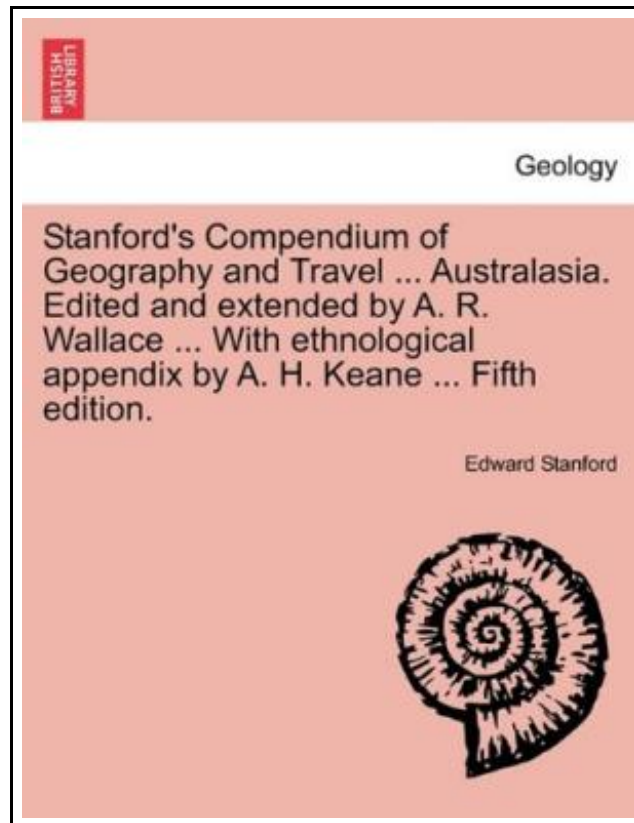 BRITISH
LIBRARY
Geology
Stanford's Compendium of
Geography and Travel ... Australasia.
Edited and extended by A. R.
Wallace ... With ethnological
appendix by A. H. Keane ... Fifth
edition.
Edward Stanford